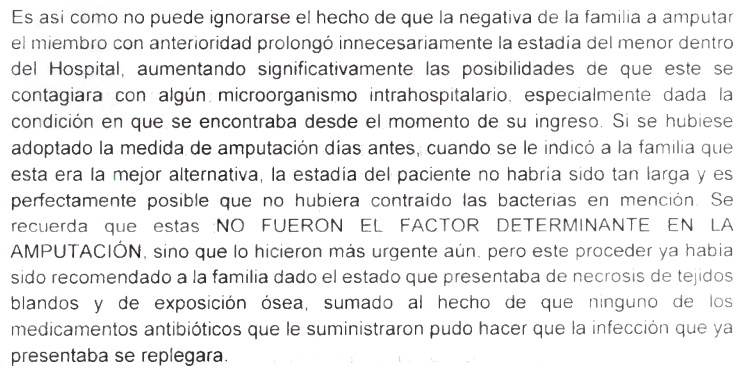 Es así como no puede ignorarse el hecho de que la negativa de la familia a amputar
el miembro con anterioridad prolongó innecesariamente la estadía del menor dentro
del Hospital, aumentando significativamente las posibilidades de que este se
contagiara con algún microorganismo intrahospitalario, especialmente dada la
condición en que se encontraba desde el momento de su ingreso. Si se hubiese
adoptado la medida de amputación días antes, cuando se le indicó a la familia que
esta era la mejor alternativa, la estadía del paciente no habría sido tan larga y es
perfectamente posible que no hubiera contraído las bacterias en mención. Se
recuerda que estas NO FUERON EL FACTOR DETERMINANTE EN LA
AMPUTACIÓN, sino que lo hicieron más urgente aún, pero este proceder ya había
sido recomendado a la familia dado el estado que presentaba de necrosis de tejidos
blandos y de exposición ósea, sumado al hecho de que ninguno de los
medicamentos antibióticos que le suministraron pudo hacer que la infección que ya
presentaba se replegara.